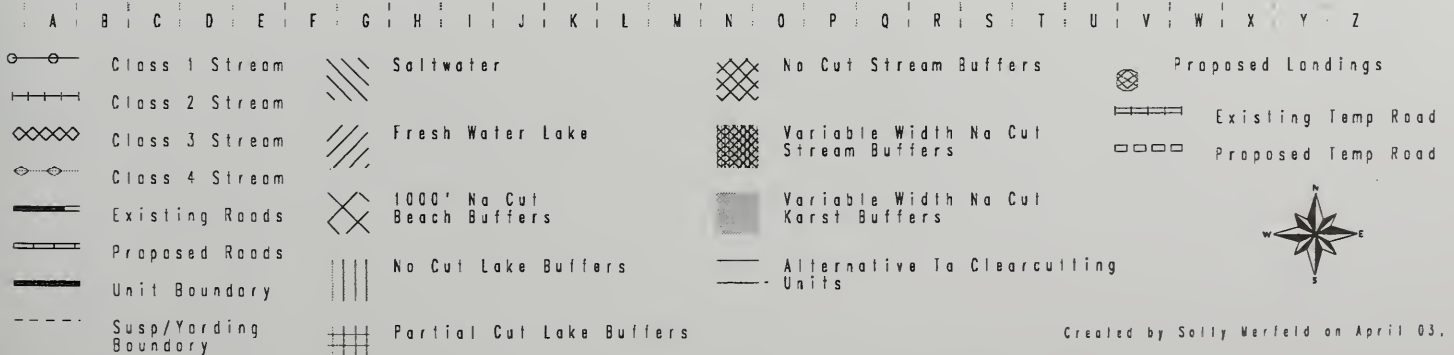 A B C D E F G H I J K L M N O P Q R S T U V W X Y Z
Class 1 Stream
Class 2 Stream
Class 3 Stream
Class 4 Stream
Existing Roads
Proposed Roads
Unit Boundary
Susp/Yarding
Boundary
Saltwater
Fresh Water Lake
1000' No Cut
Beach Buffers
No Cut Lake Buffers
Partial Cut Lake Buffers
No Cut Stream Buffers
Variable Width No Cut
Stream Buffers
Variable Width No Cut
Karst Buffers
Alternative To Clearcutting
Units
Proposed Landings
Existing Temp Road
Proposed Temp Road
N
W E
S
Created by Sally Werfeld on April 03,